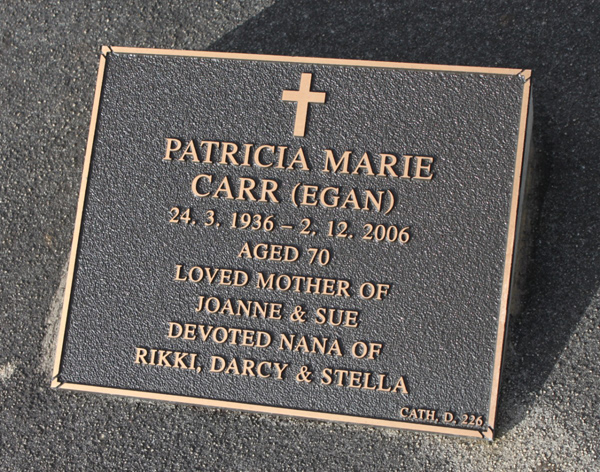 PATRICIA MARIE
CARR (EGAN)
24. 3. 1936 – 2. 12. 2006
AGED 70
LOVED MOTHER OF
JOANNE & SUE
DEVOTED NANA OF
RIKKI, DARCY & STELLA
CATH. D. 226